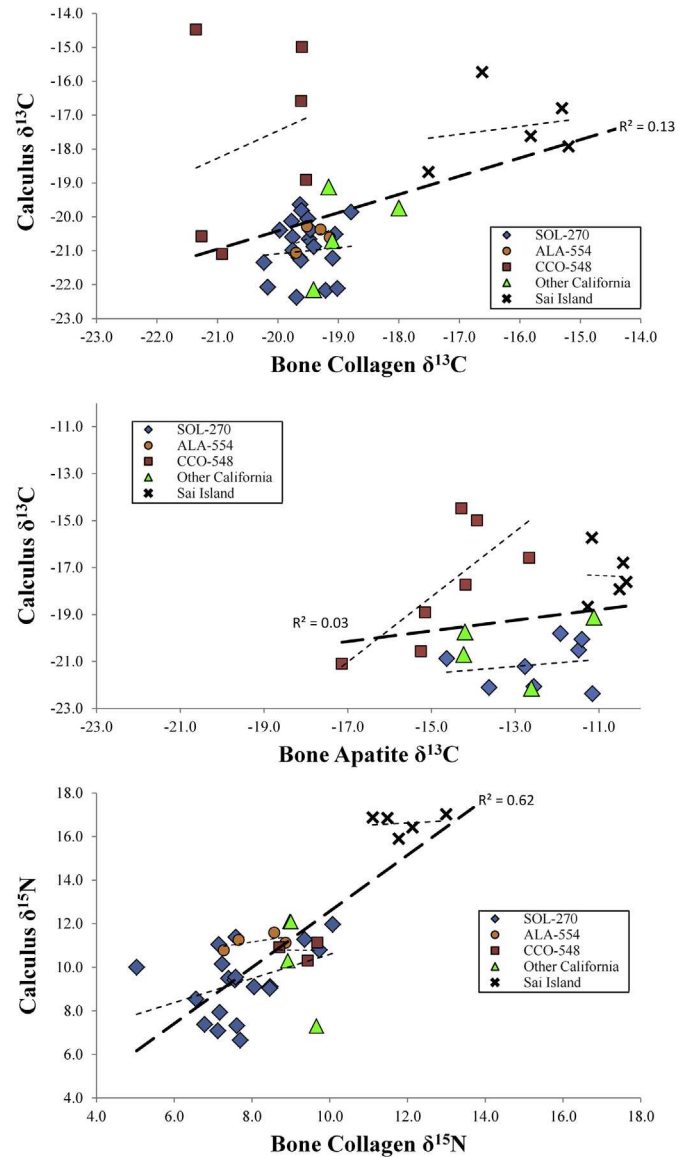 -14.0
-15.0
-16.0
-17.0
-18.0
-19.0
-20.0
-21.0
-22.0
-23.0
Calculus δ¹³C
R² = 0.13
SOL-270
ALA-554
CCO-548
Other California
Sai Island
-23.0 -22.0 -21.0 -20.0 -19.0 -18.0 -17.0 -16.0 -15.0 -14.0
Bone Collagen δ¹³C
-11.0
-13.0
-15.0
-17.0
-19.0
-21.0
-23.0
Calculus δ¹³C
SOL-270
ALA-554
CCO-548
Other California
Sai Island
R² = 0.03
-23.0 -21.0 -19.0 -17.0 -15.0 -13.0 -11.0
Bone Apatite δ¹³C
18.0
16.0
14.0
12.0
10.0
8.0
6.0
4.0
Calculus δ¹⁵N
R² = 0.62
SOL-270
ALA-554
CCO-548
Other California
Sai Island
4.0 6.0 8.0 10.0 12.0 14.0 16.0 18.0
Bone Collagen δ¹⁵N